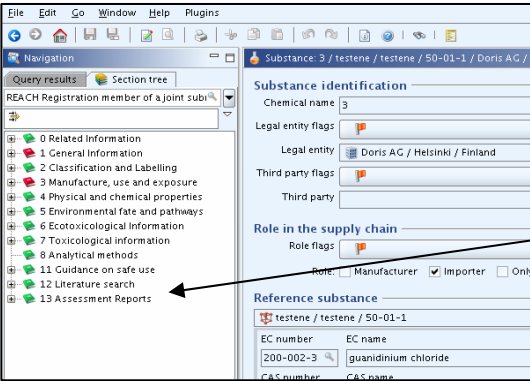 File Edit Go Window Help Plugins
Navigation
Query results Section tree
REACH Registration member of a joint subi
0 Related Information
1 General Information
2 Classification and Labelling
3 Manufacture, use and exposure
4 Physical and chemical properties
5 Environmental fate and pathways
6 Ecotoxicological Information
7 Toxicological information
8 Analytical methods
11 Guidance on safe use
12 Literature search
13 Assessment Reports
Substance: 3 / testene / testene / 50-01-1 / Doris AG /
Substance identification
Chemical name 3
Legal entity flags
Legal entity Doris AG / Helsinki / Finland
Third party flags
Third party
Role in the supply chain
Role flags
Role: Manufacturer Importer Only
Reference substance
testene / testene / 50-01-1
EC number EC name
200-002-3 guanidinium chloride
CAS number CAS name